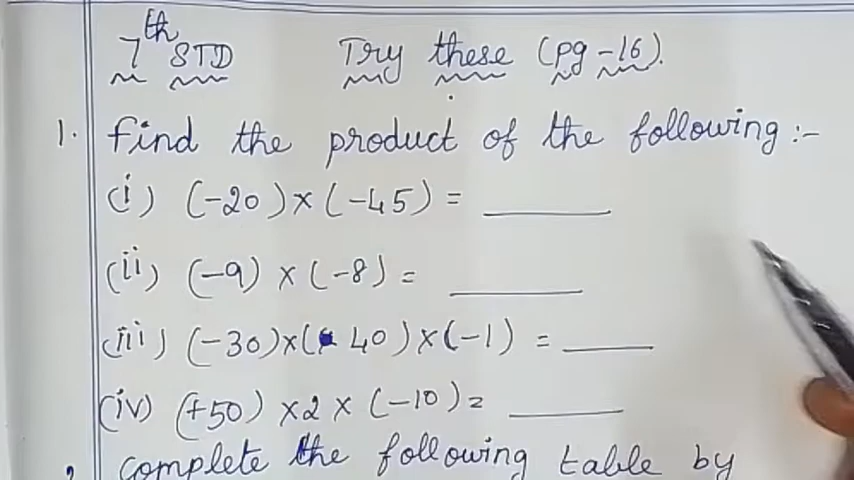 7th STD Try these (pg -16).
1. Find the product of the following :-
(i) (-20)×(-45) = ______
(ii) (-9) × (-8) = ______
(iii) (-30)×( 40)×(-1) = ______
(iv) (+50) ×2 × (-10) = ______
2. Complete the following table by